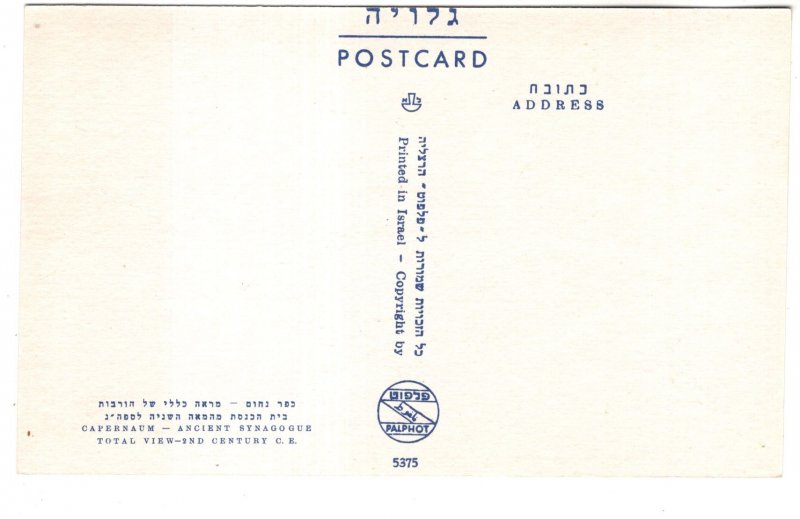 גלויה
POSTCARD
כתובת
ADDRESS
כל הזכויות שמורות ל״פלפוט״ הרצליה
Printed in Israel – Copyright by
כפר נחום – מראה כללי של חורבות
בית הכנסת מהמאה השניה לספה״נ
CAPERNAUM – ANCIENT SYNAGOGUE
TOTAL VIEW–2ND CENTURY C. E.
פלפוט
PALPHOT
5375